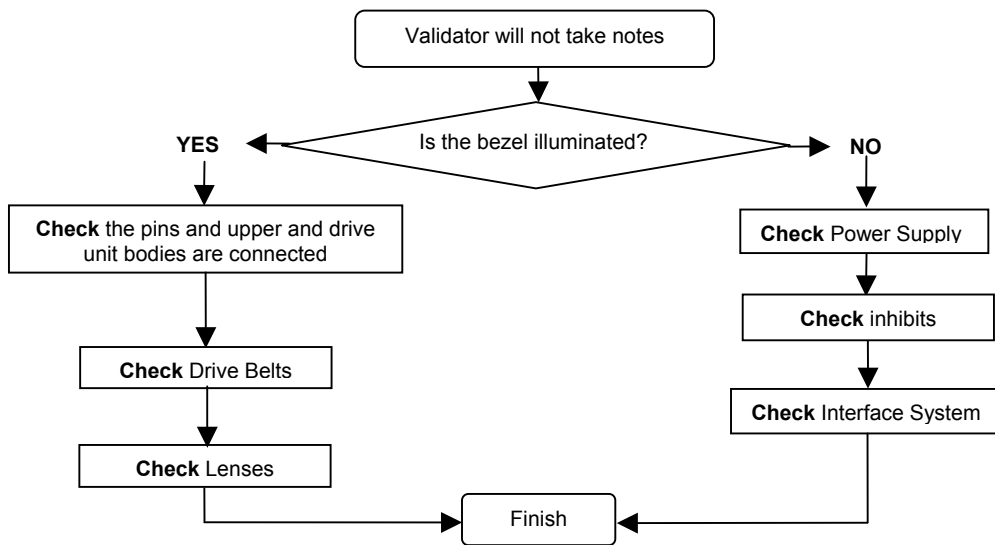 Validator will not take notes
Is the bezel illuminated?
YES
NO
Check the pins and upper and drive
unit bodies are connected
Check Power Supply
Check inhibits
Check Drive Belts
Check Interface System
Check Lenses
Finish